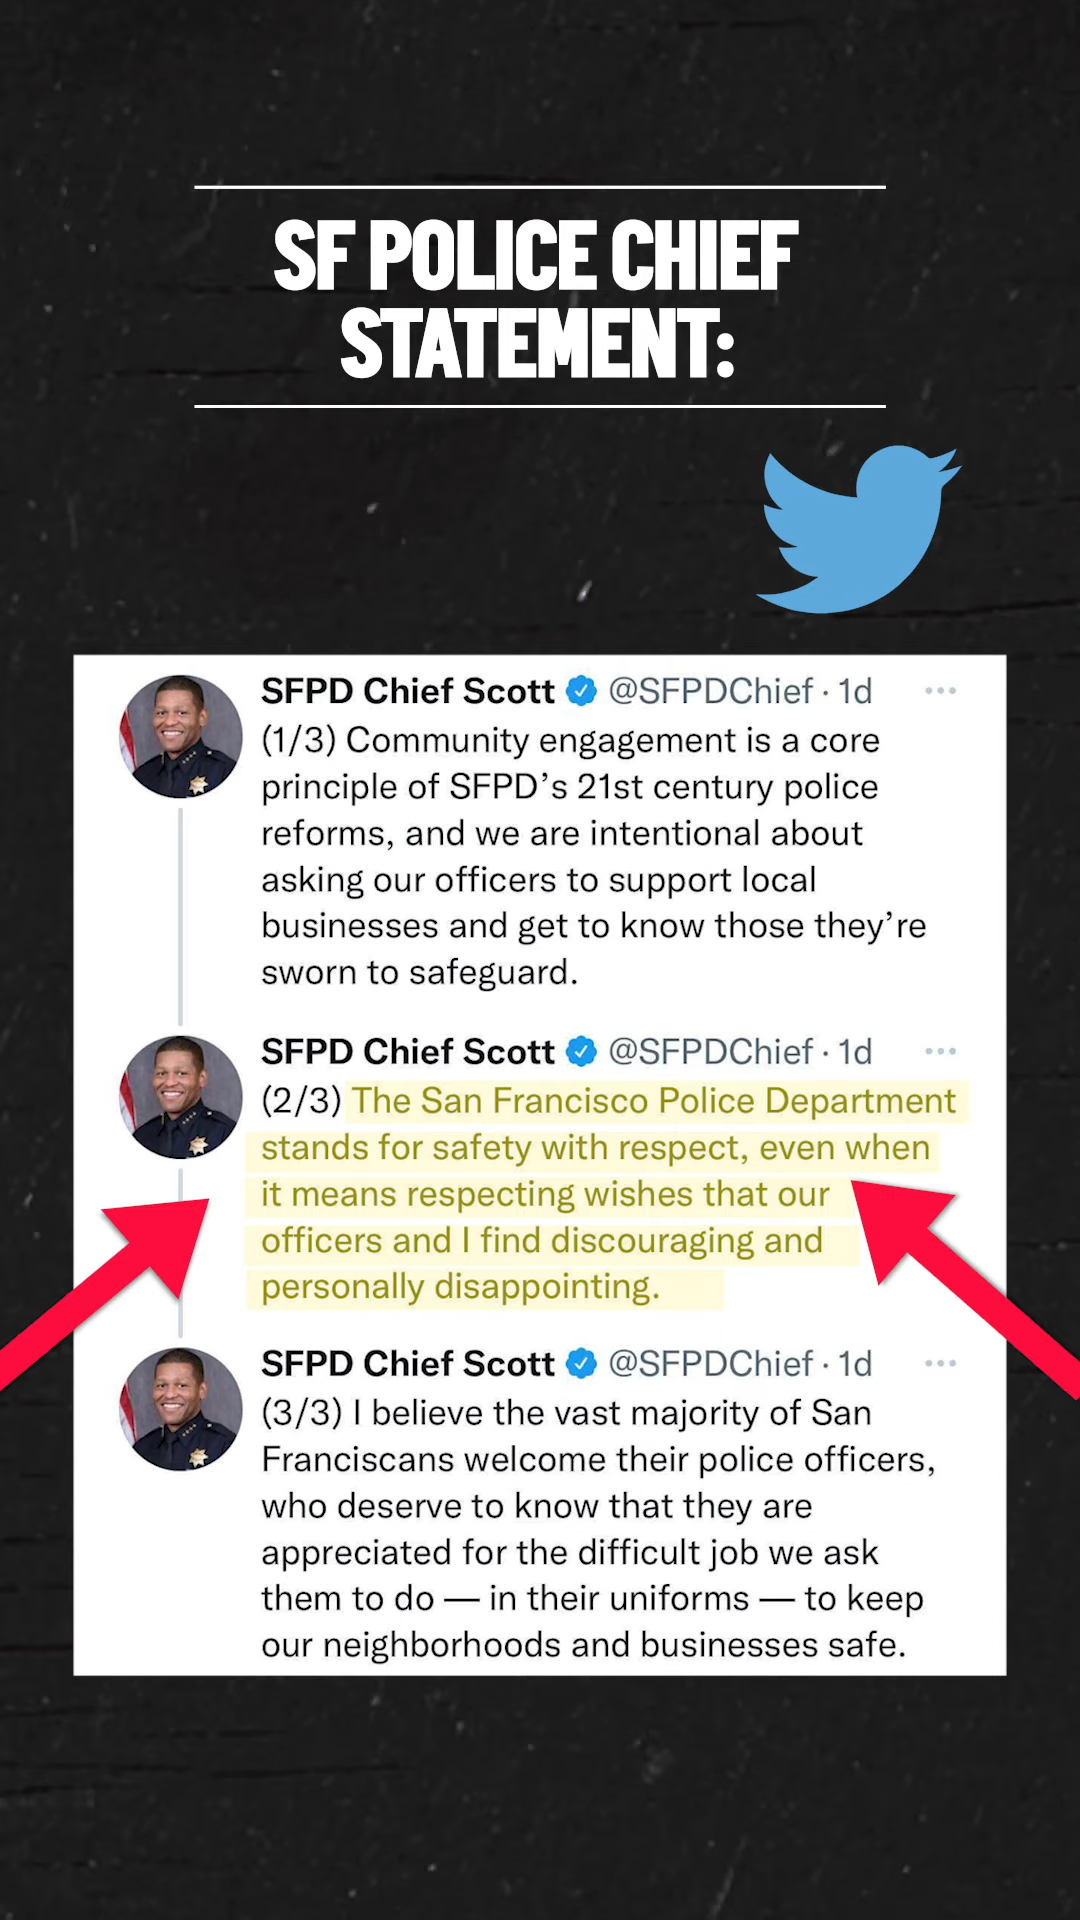 SF POLICE CHIEF
STATEMENT:
SFPD Chief Scott @SFPDChief · 1d
(1/3) Community engagement is a core
principle of SFPD’s 21st century police
reforms, and we are intentional about
asking our officers to support local
businesses and get to know those they’re
sworn to safeguard.
SFPD Chief Scott @SFPDChief · 1d
(2/3) The San Francisco Police Department
stands for safety with respect, even when
it means respecting wishes that our
officers and I find discouraging and
personally disappointing.
SFPD Chief Scott @SFPDChief · 1d
(3/3) I believe the vast majority of San
Franciscans welcome their police officers,
who deserve to know that they are
appreciated for the difficult job we ask
them to do — in their uniforms — to keep
our neighborhoods and businesses safe.